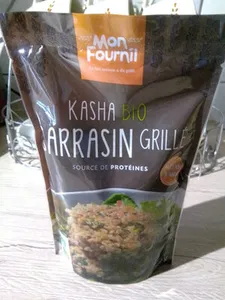 Mon
Fournil
KASHA BIO
ARRASIN GRILLÉ
SOURCE DE PROTÉINES